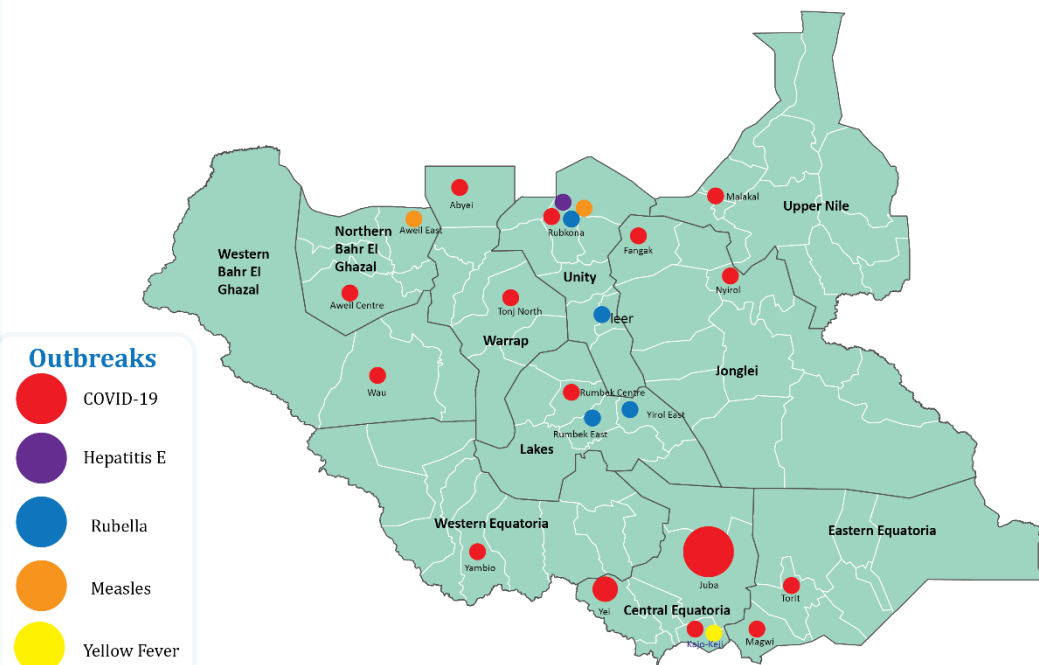 Malakal
Upper Nile
Abyei
Aweil East
Northern
Bahr El
Ghazal
Rubkona
Fangak
Western
Bahr El
Ghazal
Unity
Nyirol
Aweil Centre
Tonj North
leer
Warrap
Jonglei
Wau
Rumbek Centre
Yirol East
Rumbek East
Lakes
Outbreaks
COVID-19
Hepatitis E
Rubella
Measles
Yellow Fever
Western Equatoria
Eastern Equatoria
Yambio
Juba
Torit
Yei
Central Equatoria
Kajo-Keji
Magwi